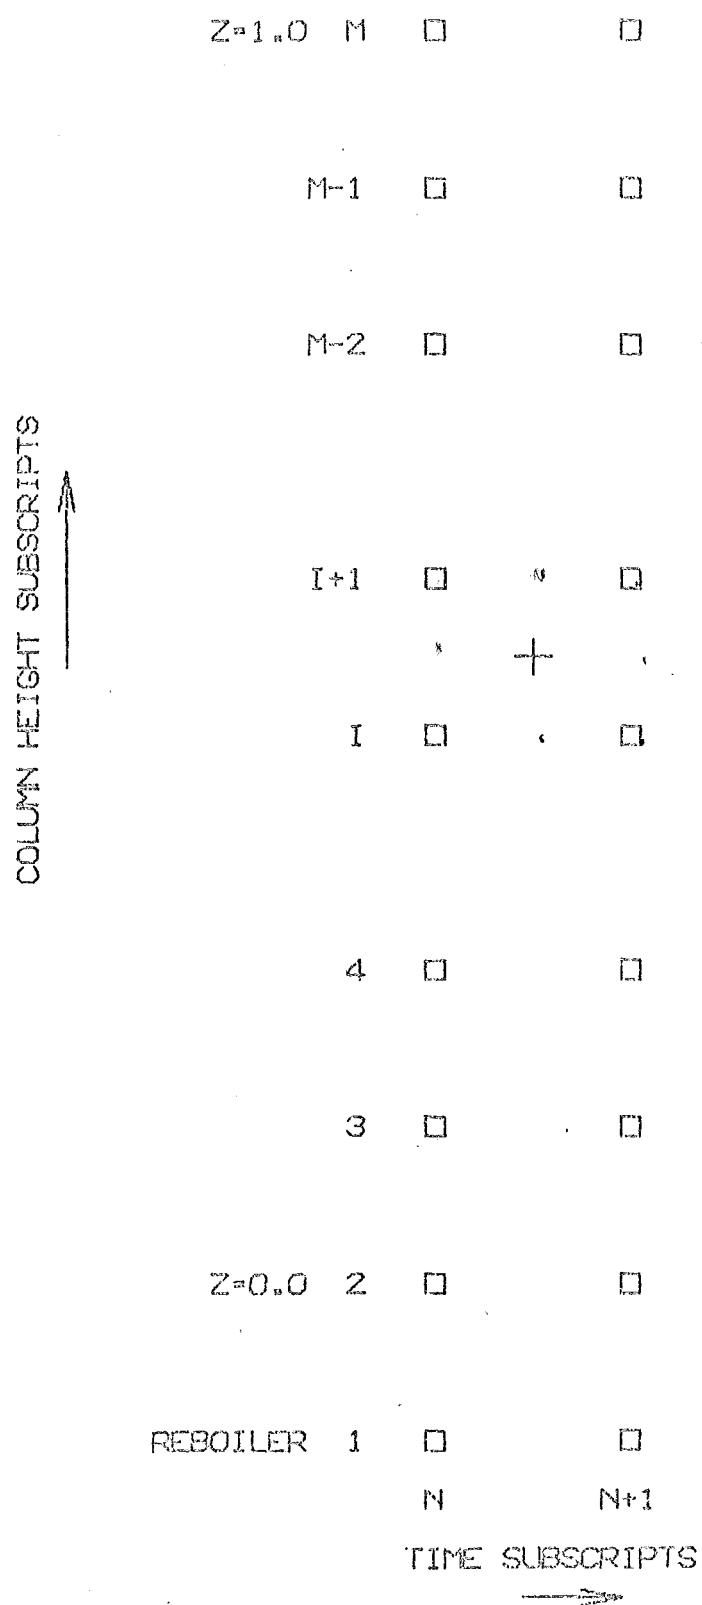 Z=1.0 M
M-1
M-2
COLUMN HEIGHT SUBSCRIPTS
I+1
I
4
3
Z=0.0 2
REBOILER 1
N N+1
TIME SUBSCRIPTS